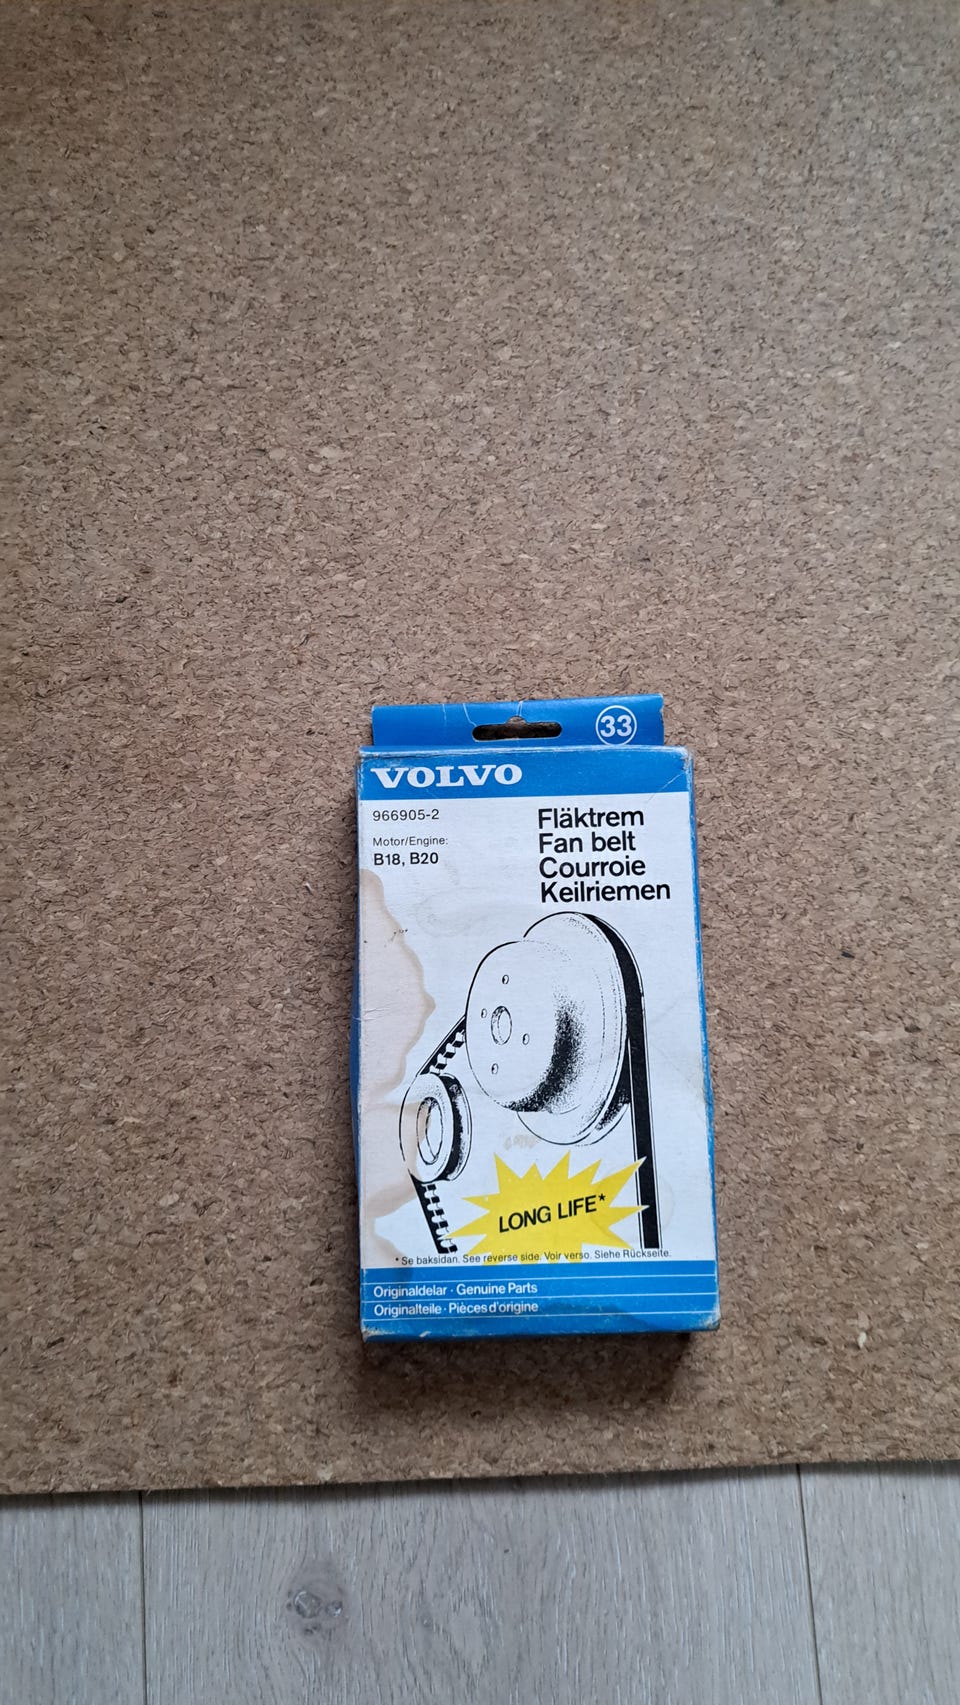 33
VOLVO
966905-2
Motor/Engine:
B18, B20
Fläktrem
Fan belt
Courroie
Keilriemen
LONG LIFE*
* Se baksidan. See reverse side. Voir verso. Siehe Rückseite.
Originaldelar · Genuine Parts
Originalteile · Pièces d'origine